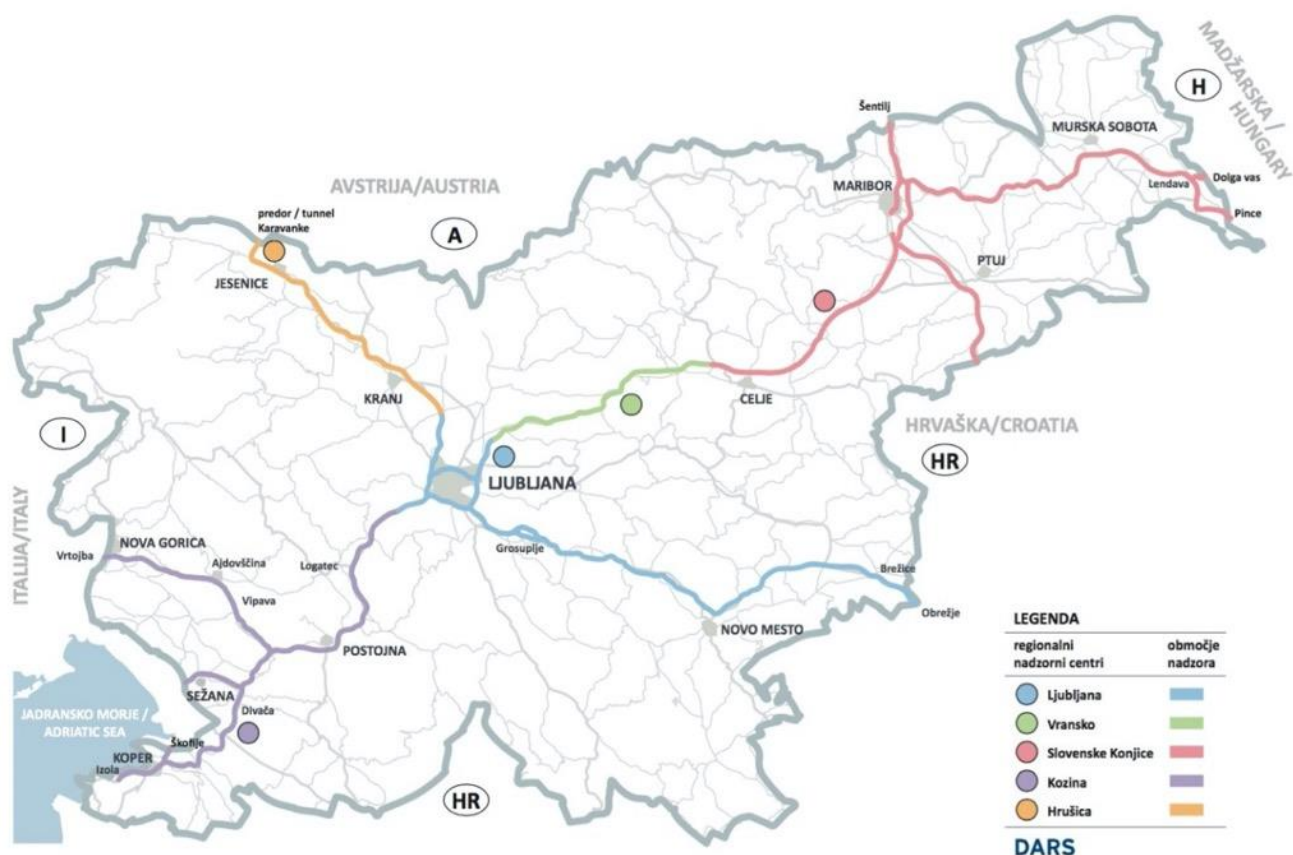 MADŽARSKA /
HUNGARY
H
Šentilj
MURSKA SOBOTA
AVSTRIJA/AUSTRIA
MARIBOR
Lendava
Dolga vas
Pince
predor / tunnel
Karavanke
A
PTUJ
JESENICE
KRANJ
CELJE
HRVAŠKA/CROATIA
I
HR
LJUBLJANA
ITALIJA/ITALY
NOVA GORICA
Vrtojba
Ajdovščina
Logatec
Grosuplje
Brežice
Vipava
Obrežje
NOVO MESTO
POSTOJNA
SEŽANA
Divača
JADRANSKO MORJE /
ADRIATIC SEA
Škofije
KOPER
Izola
HR
LEGENDA
regionalni
nadzorni centri
območje
nadzora
Ljubljana
Vransko
Slovenske Konjice
Kozina
Hrušica
DARS